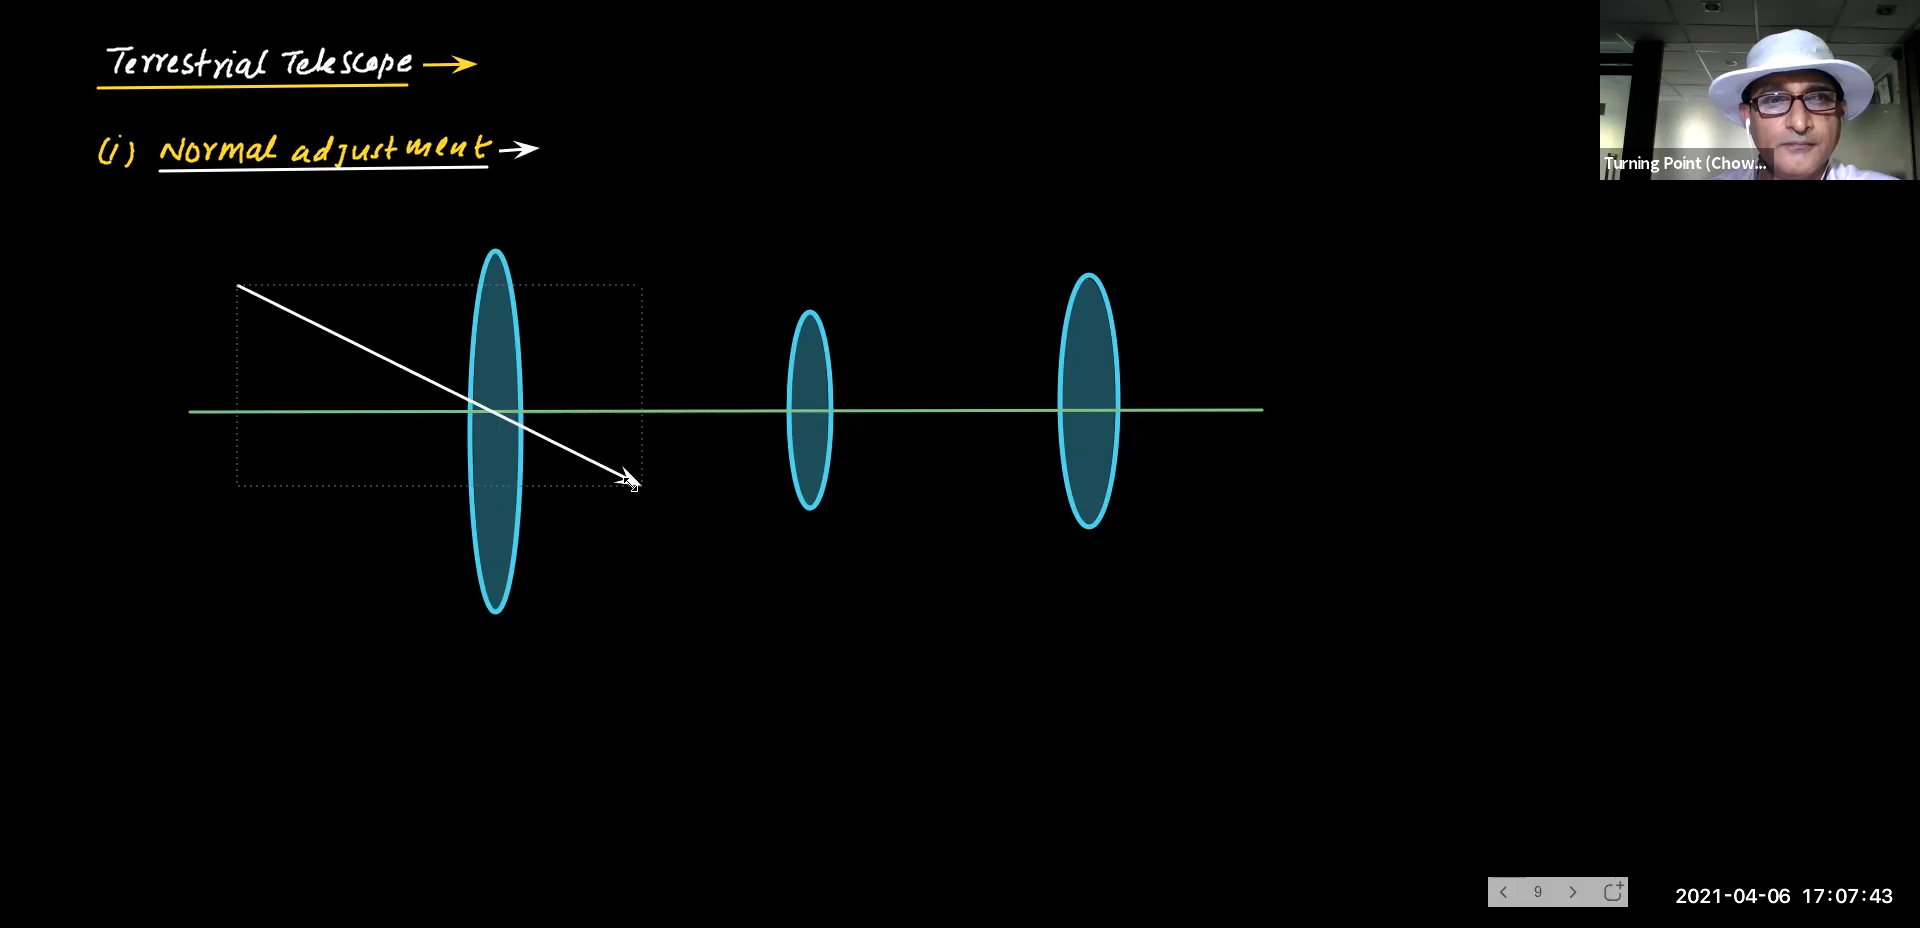 Terrestrial Telescope →
(i) Normal adjustment →
Turning Point (Chow...
9
2021-04-06 17:07:43